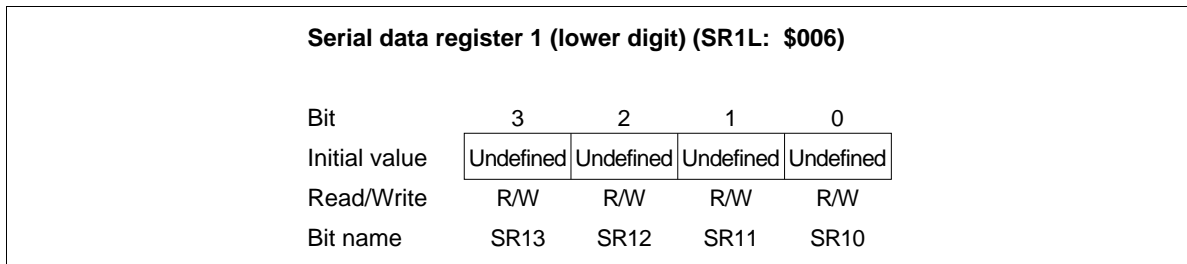 Serial data register 1 (lower digit) (SR1L: $006)
Bit 3 2 1 0
Initial value Undefined Undefined Undefined Undefined
Read/Write R/W R/W R/W R/W
Bit name SR13 SR12 SR11 SR10